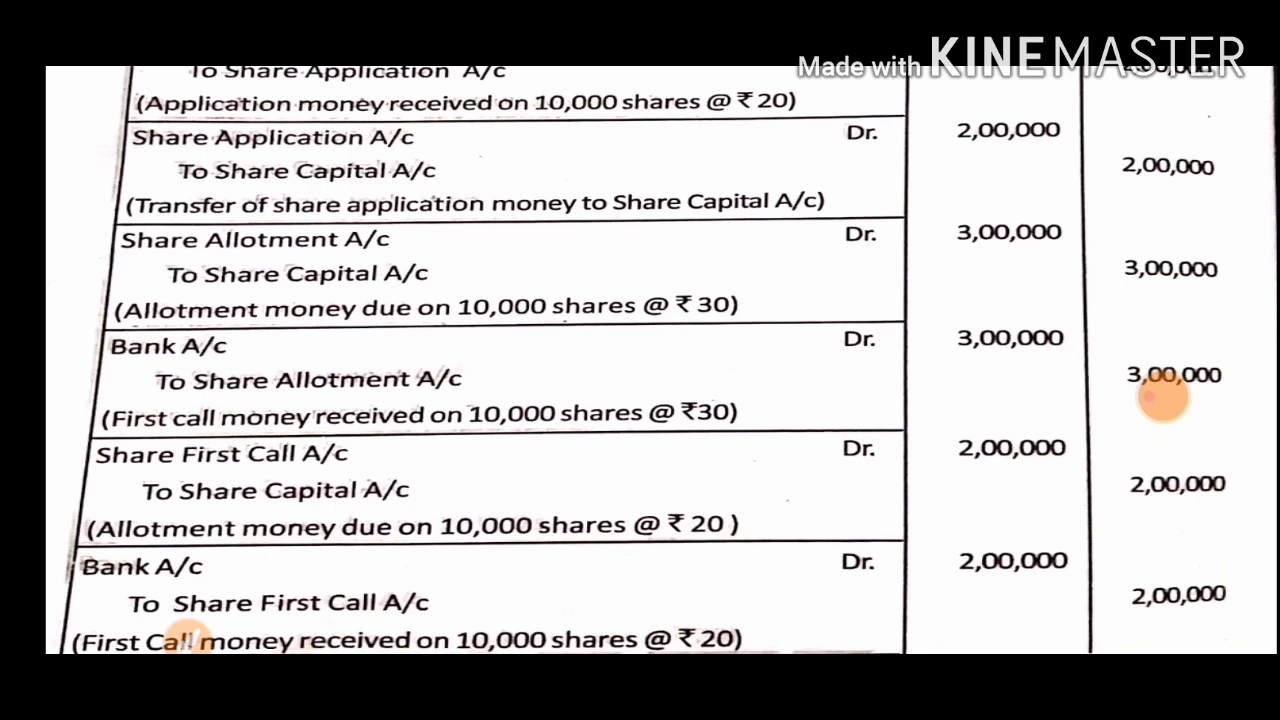 Made with KINEMASTER
To Share Application A/c
(Application money received on 10,000 shares @ ₹ 20)
Share Application A/c Dr. 2,00,000
To Share Capital A/c 2,00,000
(Transfer of share application money to Share Capital A/c)
Share Allotment A/c Dr. 3,00,000
To Share Capital A/c 3,00,000
(Allotment money due on 10,000 shares @ ₹ 30)
Bank A/c Dr. 3,00,000
To Share Allotment A/c 3,00,000
(First call money received on 10,000 shares @ ₹30)
Share First Call A/c Dr. 2,00,000
To Share Capital A/c 2,00,000
(Allotment money due on 10,000 shares @ ₹ 20 )
Bank A/c Dr. 2,00,000
To Share First Call A/c 2,00,000
(First Call money received on 10,000 shares @ ₹ 20)